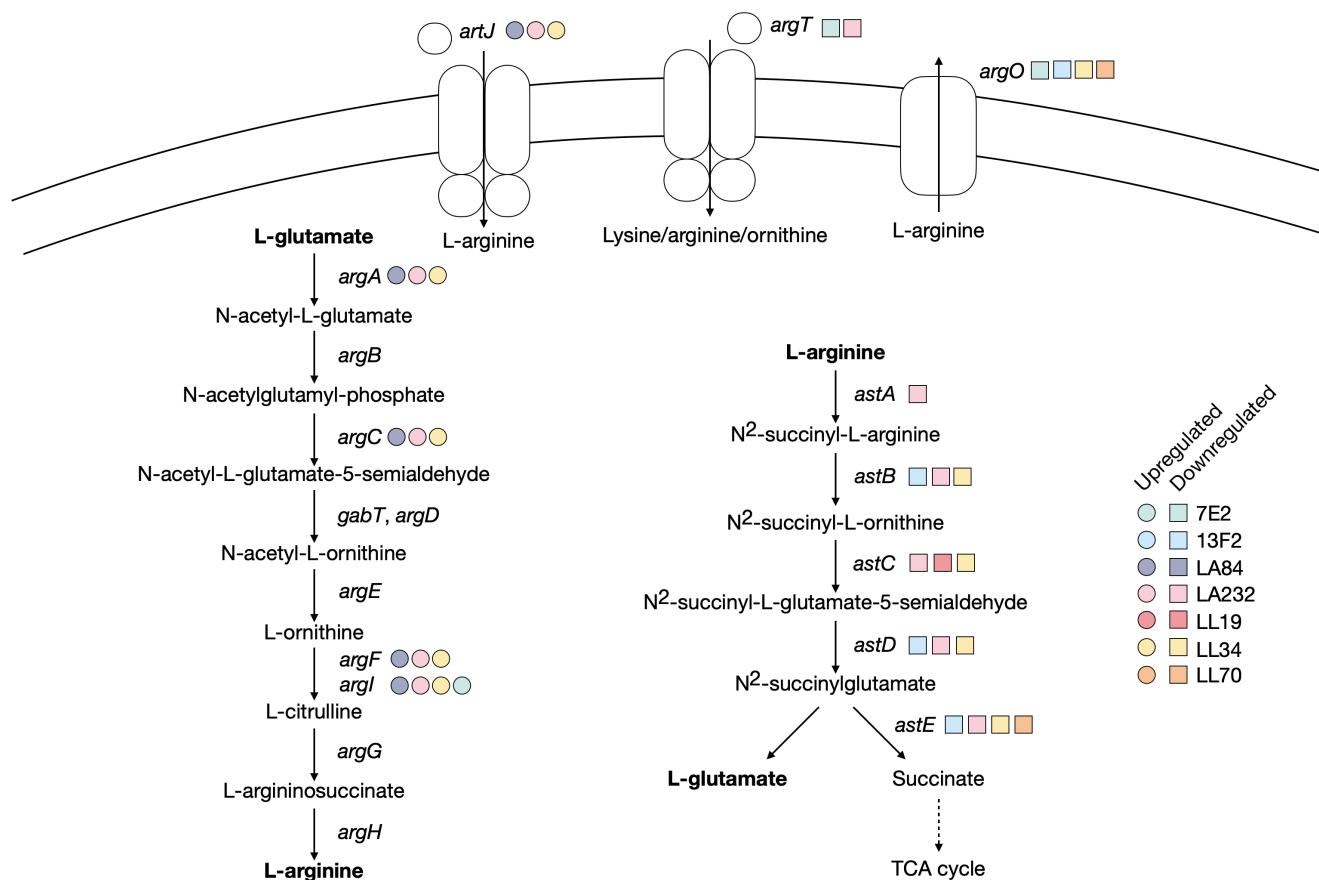 artJ
argT
argO
L-arginine
Lysine/arginine/ornithine
L-arginine
L-glutamate
argA
N-acetyl-L-glutamate
argB
N-acetylglutamyl-phosphate
argC
N-acetyl-L-glutamate-5-semialdehyde
gabT, argD
N-acetyl-L-ornithine
argE
L-ornithine
argF
argI
L-citrulline
argG
L-argininosuccinate
argH
L-arginine
L-arginine
astA
N2-succinyl-L-arginine
astB
N2-succinyl-L-ornithine
astC
N2-succinyl-L-glutamate-5-semialdehyde
astD
N2-succinylglutamate
astE
L-glutamate
Succinate
TCA cycle
Upregulated
Downregulated
7E2
13F2
LA84
LA232
LL19
LL34
LL70